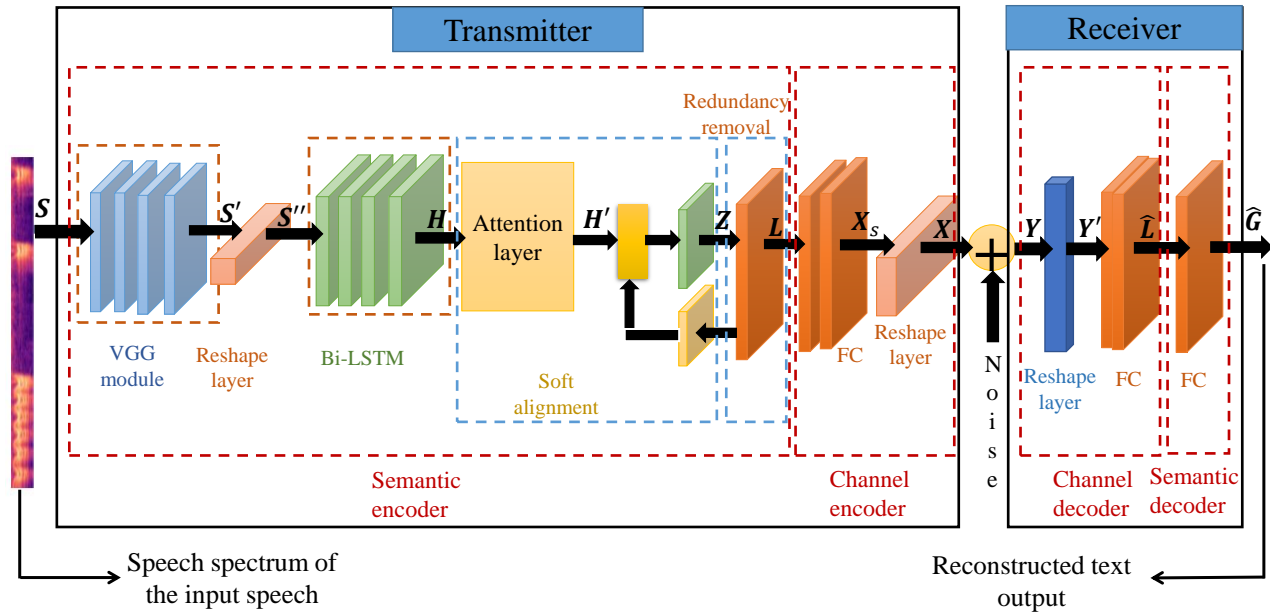 Transmitter
Receiver
Redundancy
removal
S
S′
S′′
H
Attention
layer
H′
Z
L
X_s
X
Y
Y′
L̂
Ĝ
VGG
module
Reshape
layer
Bi-LSTM
Soft
alignment
FC
Reshape
layer
+
N
o
i
s
e
Reshape
layer
FC
FC
Semantic
encoder
Channel
encoder
Channel
decoder
Semantic
decoder
Speech spectrum of
the input speech
Reconstructed text
output